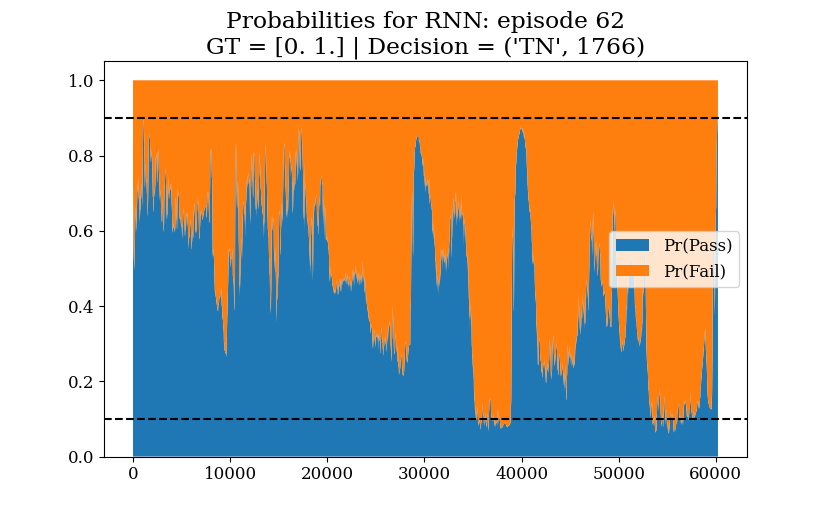 Probabilities for RNN: episode 62
GT = [0. 1.] | Decision = ('TN', 1766)
1.0
0.8
0.6
0.4
0.2
0.0
Pr(Pass)
Pr(Fail)
0 10000 20000 30000 40000 50000 60000